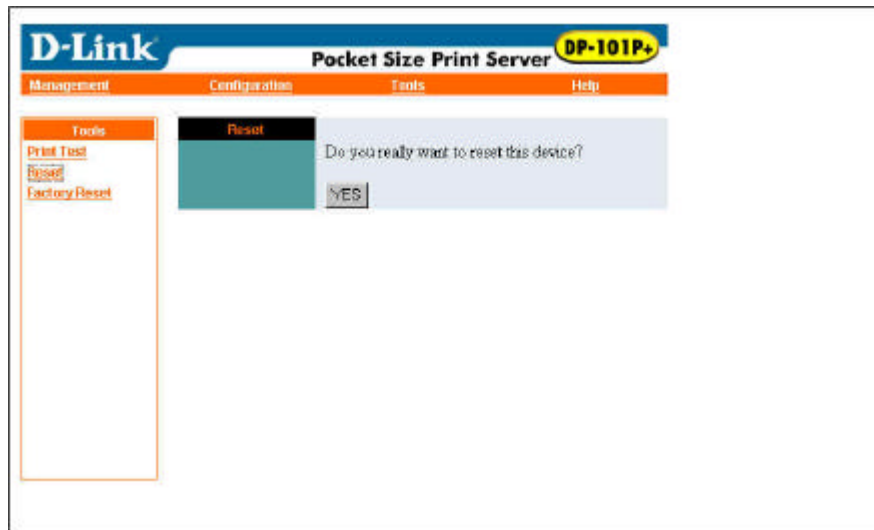 D-Link
Pocket Size Print Server
DP-101P+
Management Configuration Tools Help
Tools
Print Test
Reset
Factory Reset
Reset
Do you really want to reset this device?
YES